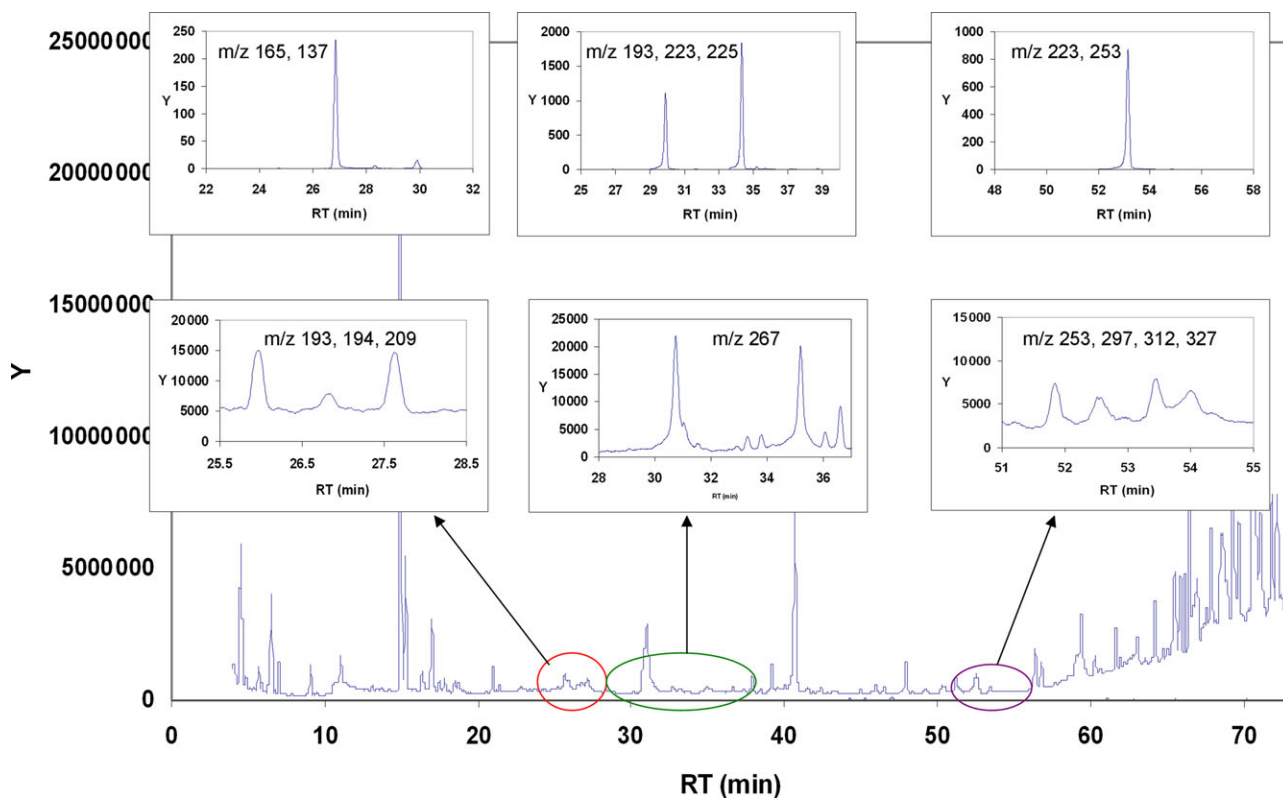 25000000
20000000
15000000
10000000
5000000
0
Y
0 10 20 30 40 50 60 70
RT (min)
m/z 165, 137
250
200
150
100
50
0
Y
22 24 26 28 30 32
RT (min)
m/z 193, 223, 225
2000
1500
1000
500
0
Y
25 27 29 31 33 35 37 39
RT (min)
m/z 223, 253
1000
800
600
400
200
0
Y
48 50 52 54 56 58
RT (min)
m/z 193, 194, 209
20000
15000
10000
5000
0
Y
25.5 26.5 27.5 28.5
RT (min)
m/z 267
25000
20000
15000
10000
5000
0
Y
28 30 32 34 36
RT (min)
m/z 253, 297, 312, 327
15000
10000
5000
0
Y
51 52 53 54 55
RT (min)